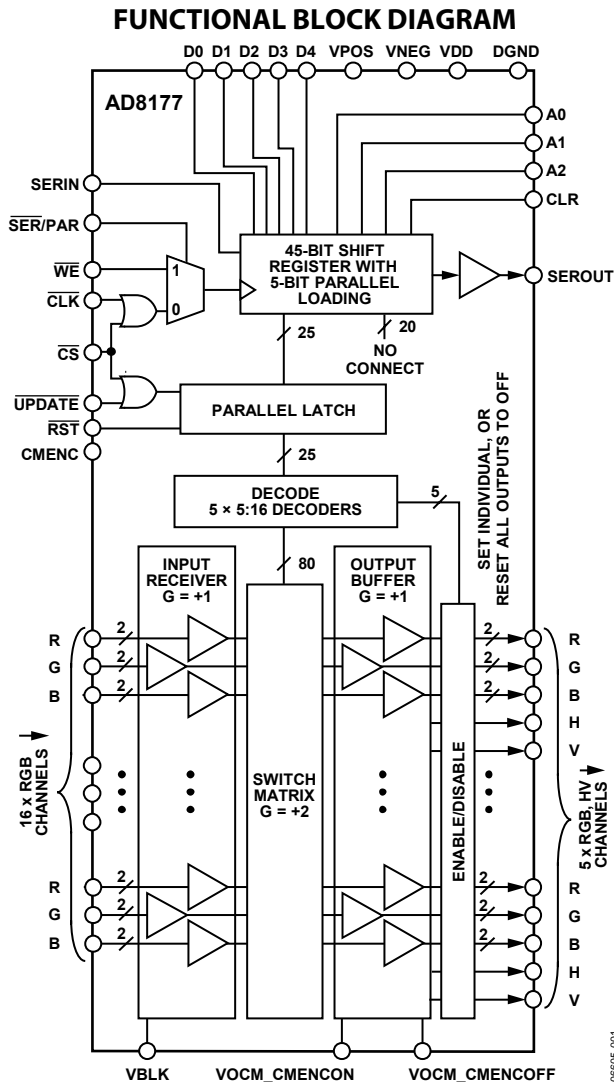 FUNCTIONAL BLOCK DIAGRAM
D0 D1 D2 D3 D4 VPOS VNEG VDD DGND
AD8177
A0
A1
A2
CLR
SERIN
SER/PAR
WE
CLK
CS
UPDATE
RST
CMENC
1
0
45-BIT SHIFT
REGISTER WITH
5-BIT PARALLEL
LOADING
SEROUT
25
20
NO
CONNECT
PARALLEL LATCH
25
DECODE
5 × 5:16 DECODERS
5
SET INDIVIDUAL, OR
RESET ALL OUTPUTS TO OFF
80
INPUT
RECEIVER
G = +1
OUTPUT
BUFFER
G = +1
R 2 2 R
G 2 2 G
B 2 2 B
H
V
16 x RGB
CHANNELS
SWITCH
MATRIX
G = +2
ENABLE/DISABLE
5 x RGB, HV
CHANNELS
R 2 2 R
G 2 2 G
B 2 2 B
H
V
VBLK VOCM_CMENCON VOCM_CMENCOFF
06605-001